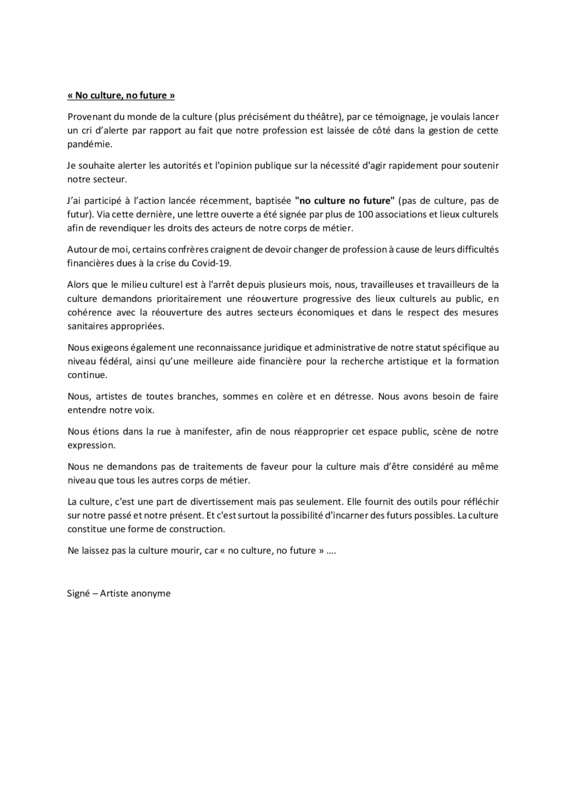 « No culture, no future »
Provenant du monde de la culture (plus précisément du théâtre), par ce témoignage, je voulais lancer
un cri d’alerte par rapport au fait que notre profession est laissée de côté dans la gestion de cette
pandémie.
Je souhaite alerter les autorités et l'opinion publique sur la nécessité d'agir rapidement pour soutenir
notre secteur.
J’ai participé à l’action lancée récemment, baptisée "no culture no future" (pas de culture, pas de
futur). Via cette dernière, une lettre ouverte a été signée par plus de 100 associations et lieux culturels
afin de revendiquer les droits des acteurs de notre corps de métier.
Autour de moi, certains confrères craignent de devoir changer de profession à cause de leurs difficultés
financières dues à la crise du Covid-19.
Alors que le milieu culturel est à l'arrêt depuis plusieurs mois, nous, travailleuses et travailleurs de la
culture demandons prioritairement une réouverture progressive des lieux culturels au public, en
cohérence avec la réouverture des autres secteurs économiques et dans le respect des mesures
sanitaires appropriées.
Nous exigeons également une reconnaissance juridique et administrative de notre statut spécifique au
niveau fédéral, ainsi qu’une meilleure aide financière pour la recherche artistique et la formation
continue.
Nous, artistes de toutes branches, sommes en colère et en détresse. Nous avons besoin de faire
entendre notre voix.
Nous étions dans la rue à manifester, afin de nous réapproprier cet espace public, scène de notre
expression.
Nous ne demandons pas de traitements de faveur pour la culture mais d’être considéré au même
niveau que tous les autres corps de métier.
La culture, c'est une part de divertissement mais pas seulement. Elle fournit des outils pour réfléchir
sur notre passé et notre présent. Et c'est surtout la possibilité d'incarner des futurs possibles. La culture
constitue une forme de construction.
Ne laissez pas la culture mourir, car « no culture, no future » ….
Signé – Artiste anonyme